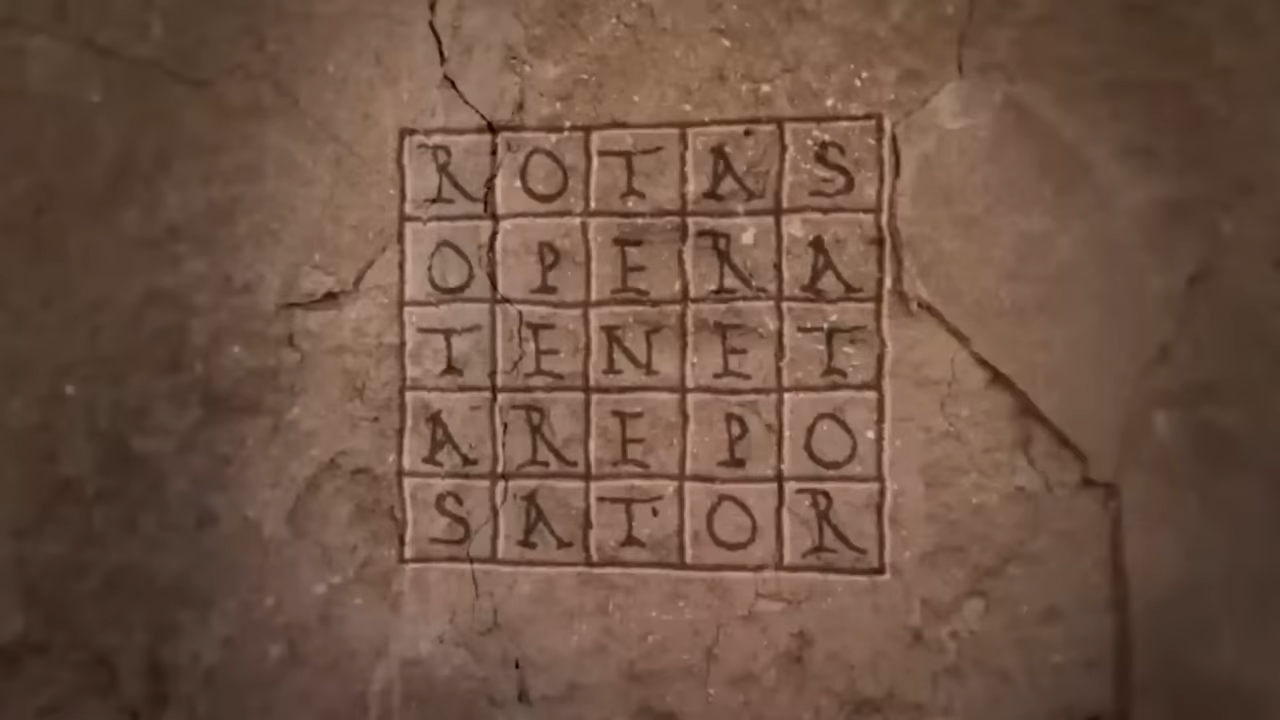 ROTAS
OPERA
TENET
AREPO
SATOR